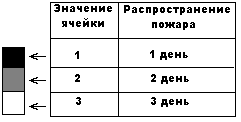 Значение Распространение
ячейки пожара
1 1 день
2 2 день
3 3 день